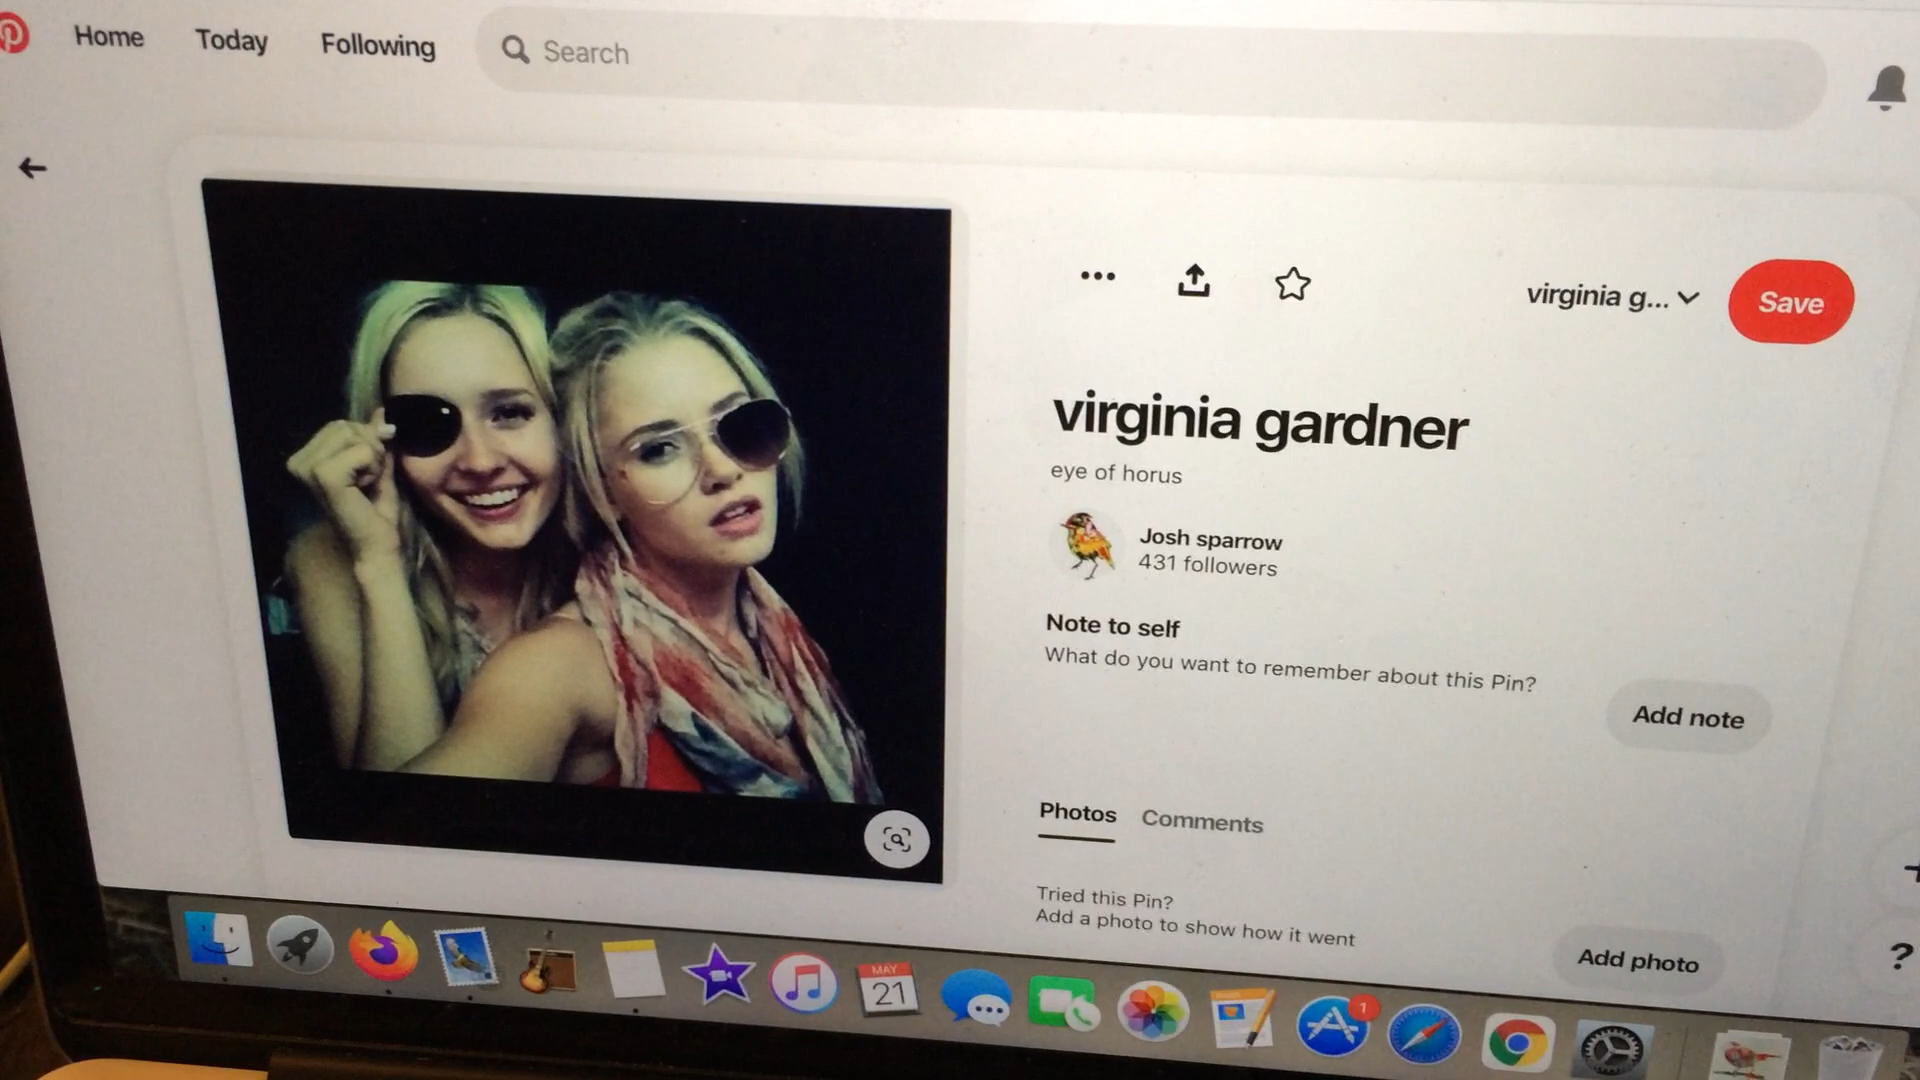 Home Today Following Search
virginia g... Save
virginia gardner
eye of horus
Josh sparrow
431 followers
Note to self
What do you want to remember about this Pin?
Add note
Photos Comments
Tried this Pin?
Add a photo to show how it went
Add photo
?
MAY
21
1